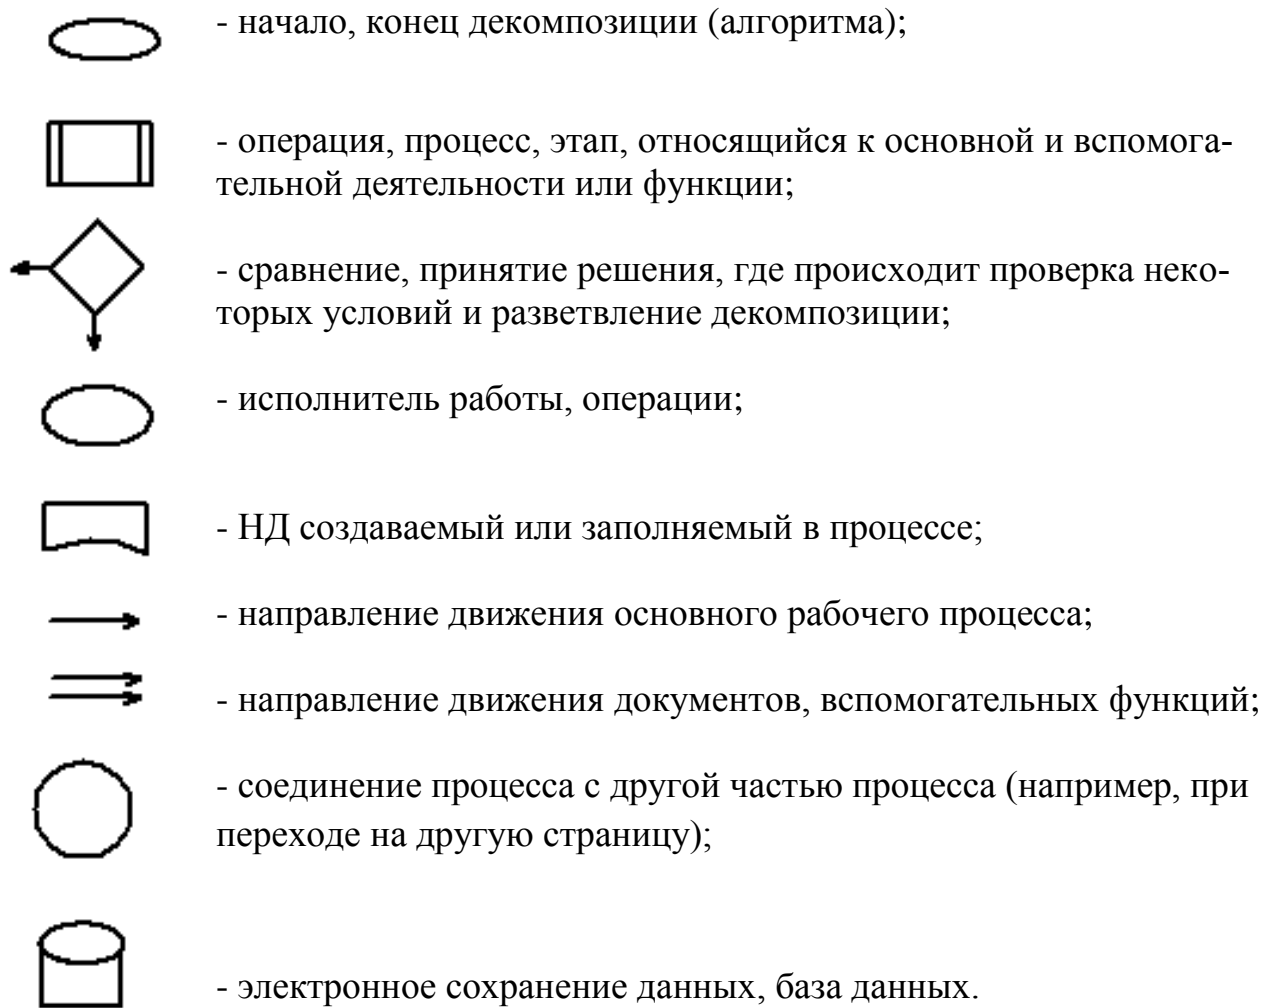 - начало, конец декомпозиции (алгоритма);
- операция, процесс, этап, относящийся к основной и вспомога-
тельной деятельности или функции;
- сравнение, принятие решения, где происходит проверка неко-
торых условий и разветвление декомпозиции;
- исполнитель работы, операции;
- НД создаваемый или заполняемый в процессе;
- направление движения основного рабочего процесса;
- направление движения документов, вспомогательных функций;
- соединение процесса с другой частью процесса (например, при
переходе на другую страницу);
- электронное сохранение данных, база данных.